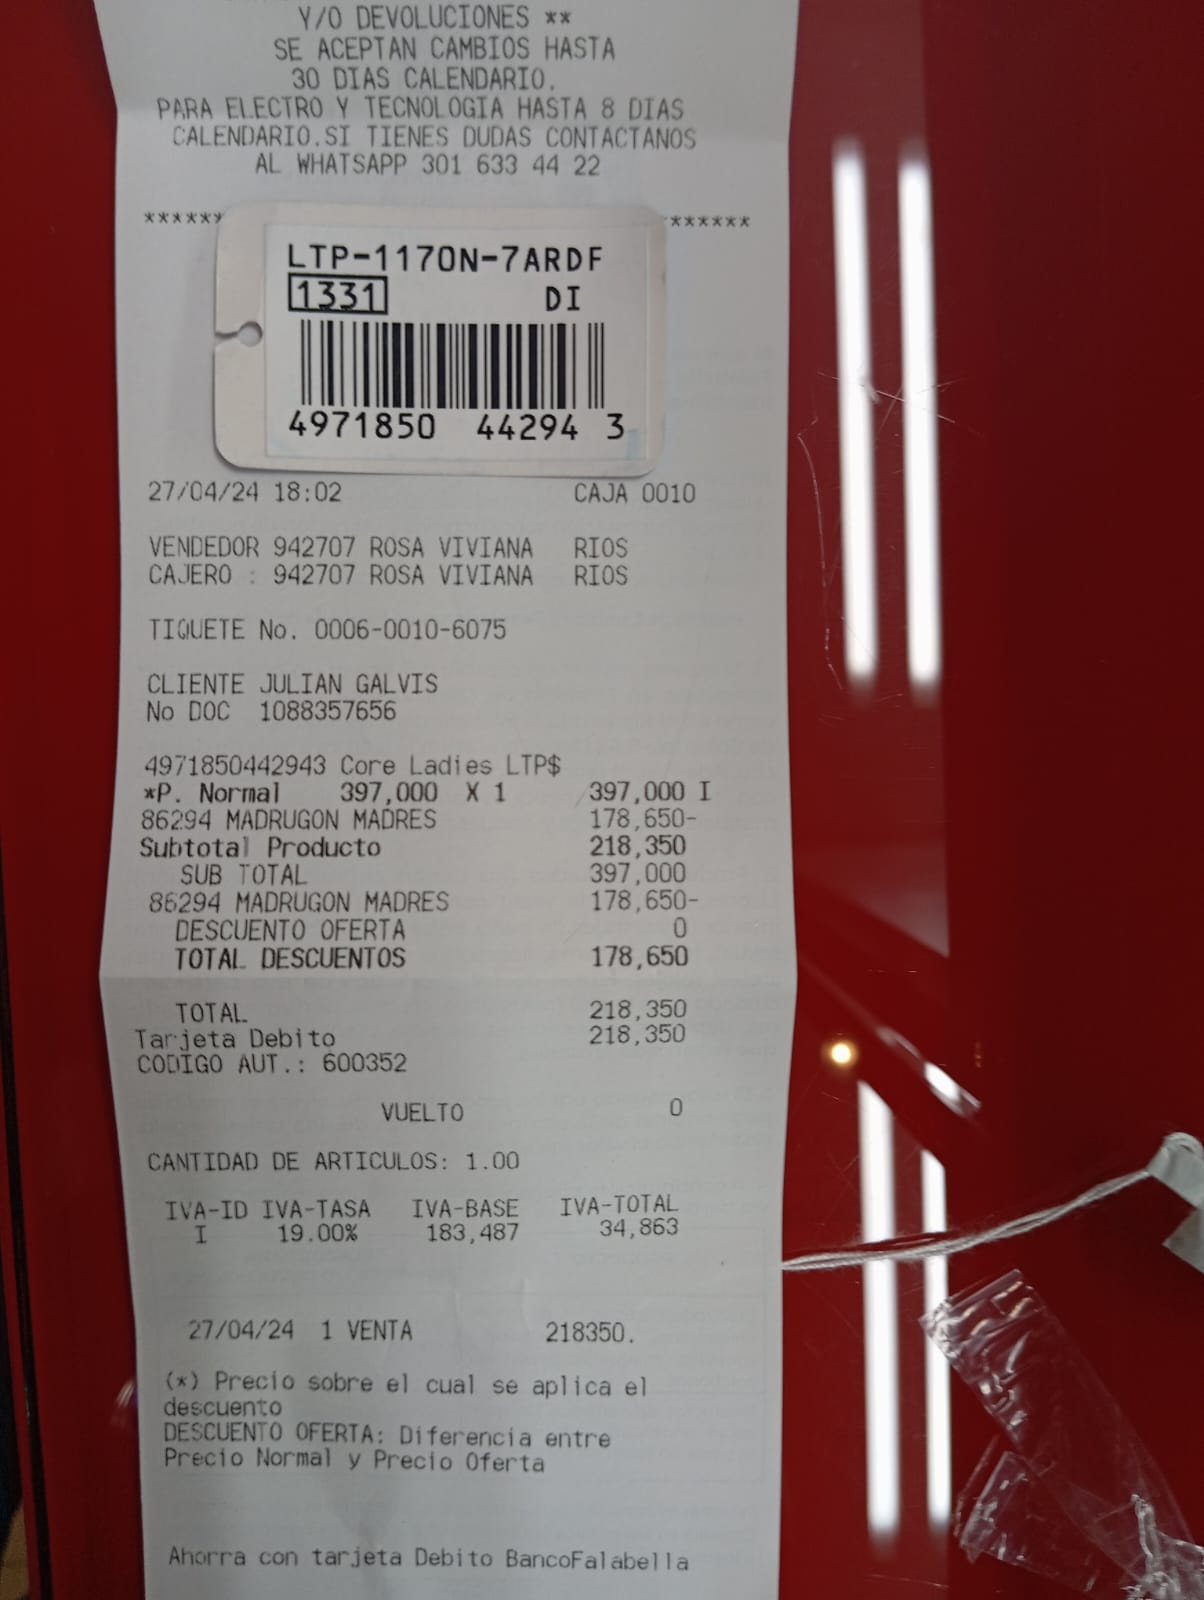 Y/O DEVOLUCIONES **
SE ACEPTAN CAMBIOS HASTA
30 DIAS CALENDARIO.
PARA ELECTRO Y TECNOLOGIA HASTA 8 DIAS
CALENDARIO.SI TIENES DUDAS CONTACTANOS
AL WHATSAPP 301 633 44 22
****** ******
LTP-1170N-7ARDF
1331 DI
4971850 44294 3
27/04/24 18:02 CAJA 0010
VENDEDOR 942707 ROSA VIVIANA RIOS
CAJERO : 942707 ROSA VIVIANA RIOS
TIQUETE No. 0006-0010-6075
CLIENTE JULIAN GALVIS
No DOC 1088357656
4971850442943 Core Ladies LTP$
*P. Normal 397,000 X 1 397,000 I
86294 MADRUGON MADRES 178,650-
Subtotal Producto 218,350
SUB TOTAL 397,000
86294 MADRUGON MADRES 178,650-
DESCUENTO OFERTA 0
TOTAL DESCUENTOS 178,650
TOTAL 218,350
Tarjeta Debito 218,350
CODIGO AUT.: 600352
VUELTO 0
CANTIDAD DE ARTICULOS: 1.00
IVA-ID IVA-TASA IVA-BASE IVA-TOTAL
I 19.00% 183,487 34,863
27/04/24 1 VENTA 218350.
(*) Precio sobre el cual se aplica el
descuento
DESCUENTO OFERTA: Diferencia entre
Precio Normal y Precio Oferta
Ahorra con tarjeta Debito BancoFalabella